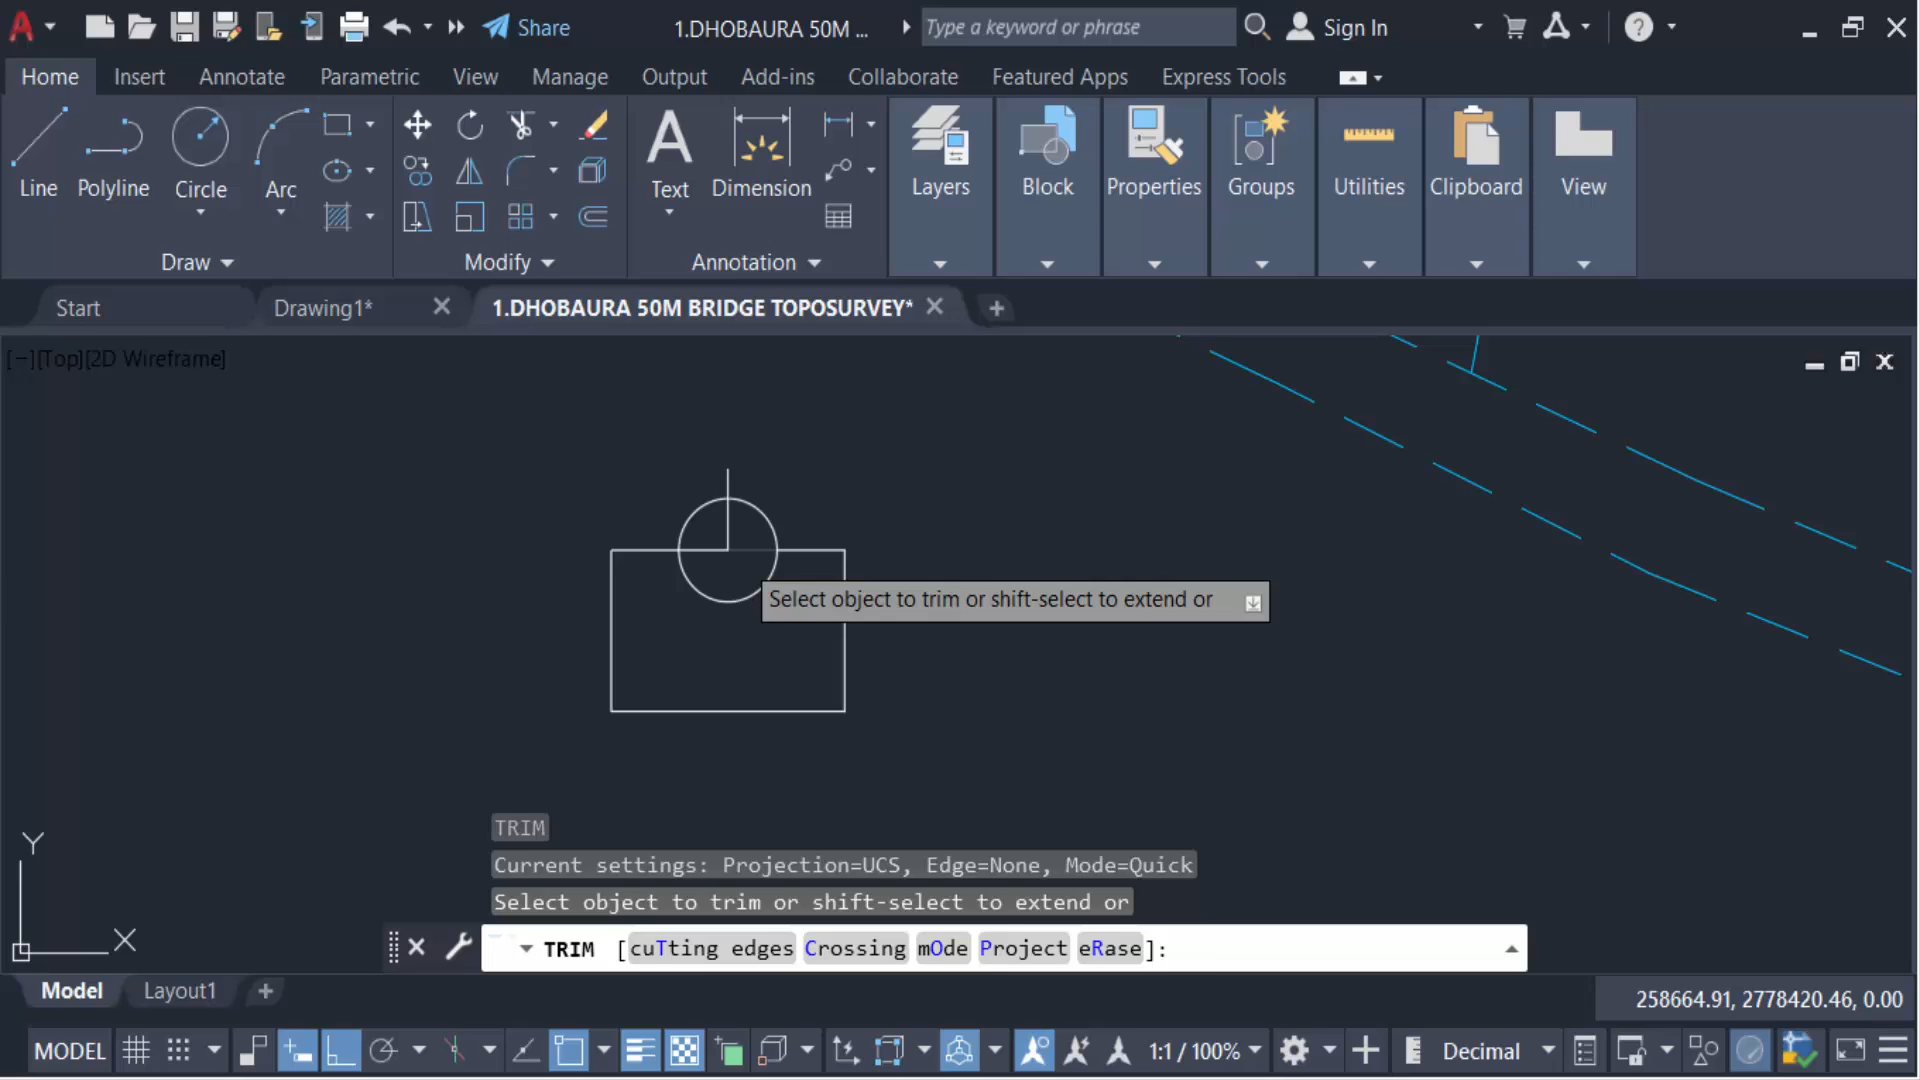 Share
1.DHOBAURA 50M ...
Type a keyword or phrase
Sign In
Home Insert Annotate Parametric View Manage Output Add-ins Collaborate Featured Apps Express Tools
Line Polyline Circle Arc Text Dimension Layers Block Properties Groups Utilities Clipboard View
Draw Modify Annotation
Start Drawing1* 1.DHOBAURA 50M BRIDGE TOPOSURVEY*
[−][Top][2D Wireframe]
Select object to trim or shift-select to extend or
TRIM
Current settings: Projection=UCS, Edge=None, Mode=Quick
Select object to trim or shift-select to extend or
TRIM [cuTting edges Crossing mOde Project eRase]:
Y
X
Model Layout1
258664.91, 2778420.46, 0.00
MODEL 1:1 / 100% Decimal